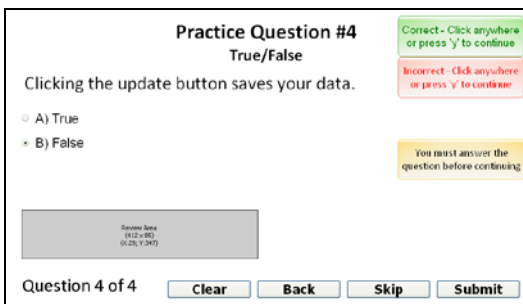 Practice Question #4
True/False
Clicking the update button saves your data.
A) True
B) False
Correct - Click anywhere
or press 'y' to continue
Incorrect - Click anywhere
or press 'y' to continue
You must answer the
question before continuing
Review Area
(412 x 85)
(X:23; Y:347)
Question 4 of 4
Clear
Back
Skip
Submit